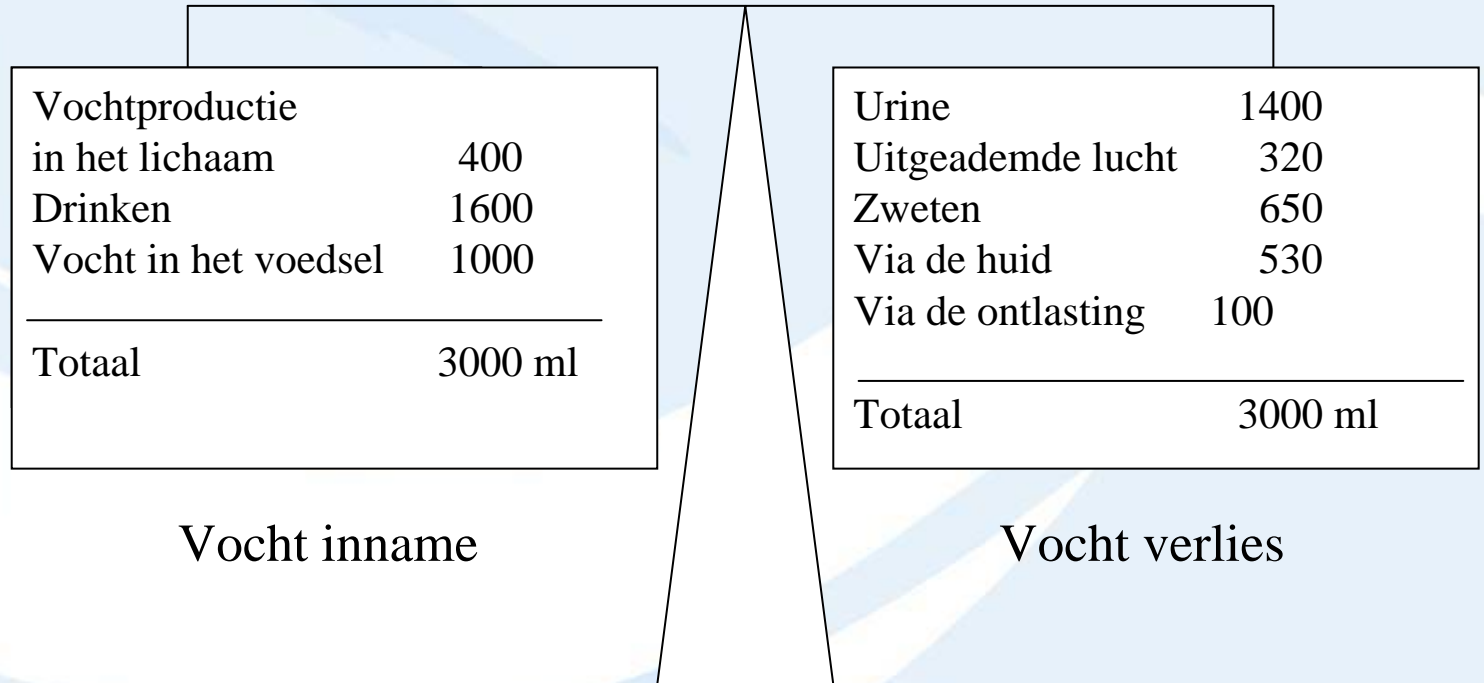 Vochtproductie
in het lichaam 400
Drinken 1600
Vocht in het voedsel 1000
Totaal 3000 ml
Vocht inname
Urine 1400
Uitgeademde lucht 320
Zweten 650
Via de huid 530
Via de ontlasting 100
Totaal 3000 ml
Vocht verlies